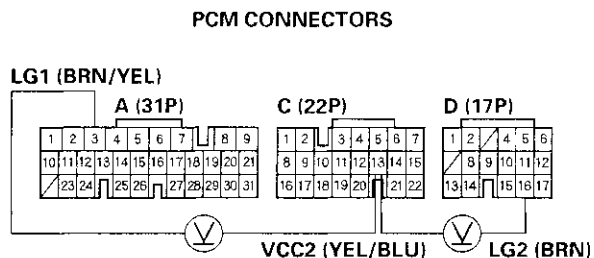 PCM CONNECTORS
LG1 (BRN/YEL)
A (31P) C (22P) D (17P)
1 2 3 4 5 6 7 8 9 1 2 3 4 5 6 7 1 2 4 5 6
10 11 12 13 14 15 16 17 18 19 20 21 8 9 10 11 12 13 14 15 8 9 10 11 12
23 24 25 26 27 28 29 30 31 16 17 18 19 20 21 22 13 14 15 16 17
V V
VCC2 (YEL/BLU) LG2 (BRN)